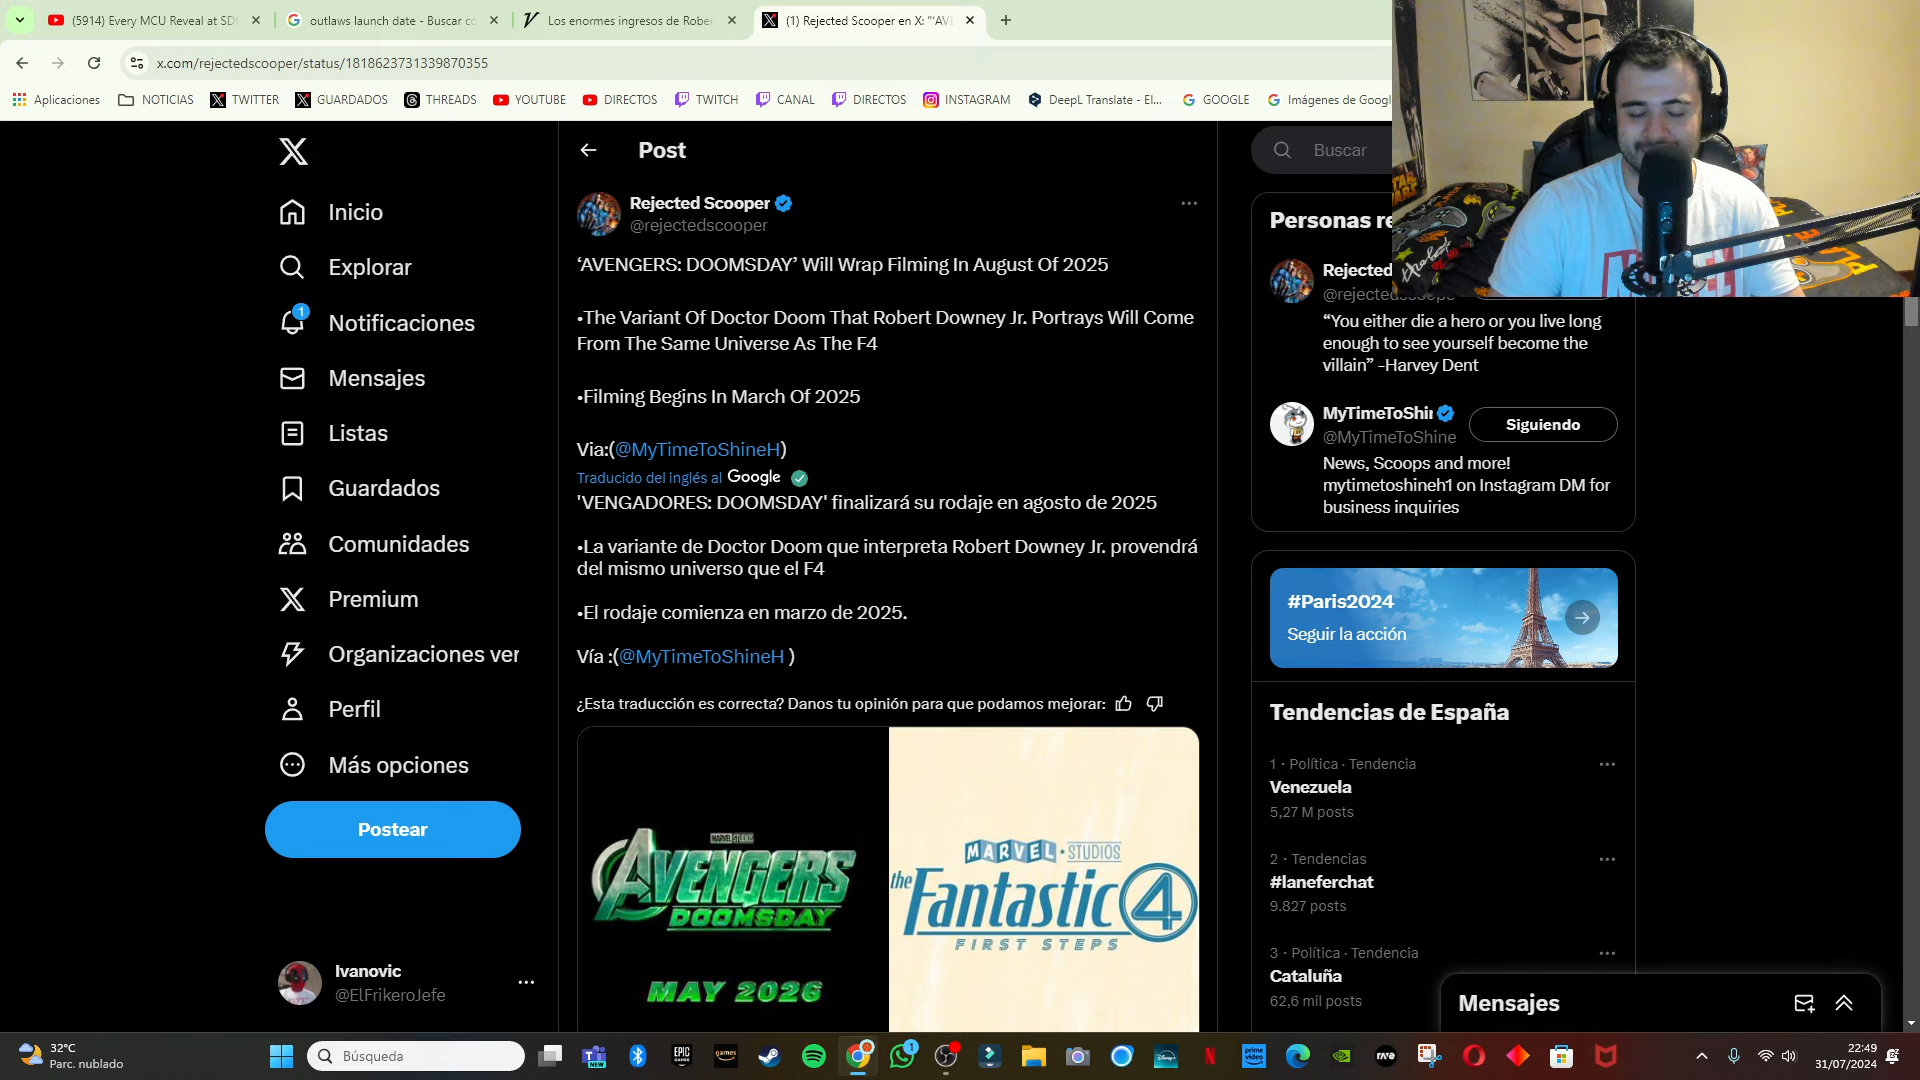 (5914) Every MCU Reveal at SD
outlaws launch date - Buscar co
Los enormes ingresos de Rober
(1) Rejected Scooper en X: "'AVE
x.com/rejectedscooper/status/1818623731339870355
Aplicaciones
NOTICIAS
TWITTER
GUARDADOS
THREADS
YOUTUBE
DIRECTOS
TWITCH
CANAL
DIRECTOS
INSTAGRAM
DeepL Translate - El...
GOOGLE
Imágenes de Googl
Inicio
Explorar
1
Notificaciones
Mensajes
Listas
Guardados
Comunidades
Premium
Organizaciones ver
Perfil
Más opciones
Postear
Ivanovic
@ElFrikeroJefe
Post
Rejected Scooper
@rejectedscooper
‘AVENGERS: DOOMSDAY’ Will Wrap Filming In August Of 2025
•The Variant Of Doctor Doom That Robert Downey Jr. Portrays Will Come
From The Same Universe As The F4
•Filming Begins In March Of 2025
Via:(@MyTimeToShineH)
Traducido del inglés al Google
'VENGADORES: DOOMSDAY' finalizará su rodaje en agosto de 2025
•La variante de Doctor Doom que interpreta Robert Downey Jr. provendrá
del mismo universo que el F4
•El rodaje comienza en marzo de 2025.
Vía :(@MyTimeToShineH )
¿Esta traducción es correcta? Danos tu opinión para que podamos mejorar:
MARVEL STUDIOS
AVENGERS
DOOMSDAY
MAY 2026
MARVEL STUDIOS
the Fantastic 4
FIRST STEPS
Buscar
Personas re
Rejected
@rejectedscoope
“You either die a hero or you live long
enough to see yourself become the
villain” -Harvey Dent
MyTimeToShin
@MyTimeToShine
Siguiendo
News, Scoops and more!
mytimetoshineh1 on Instagram DM for
business inquiries
#Paris2024
Seguir la acción
Tendencias de España
1 · Política · Tendencia
Venezuela
5,27 M posts
2 · Tendencias
#laneferchat
9.827 posts
3 · Política · Tendencia
Cataluña
62,6 mil posts
Mensajes
STAR WARS
32°C
Parc. nublado
Búsqueda
22:49
31/07/2024